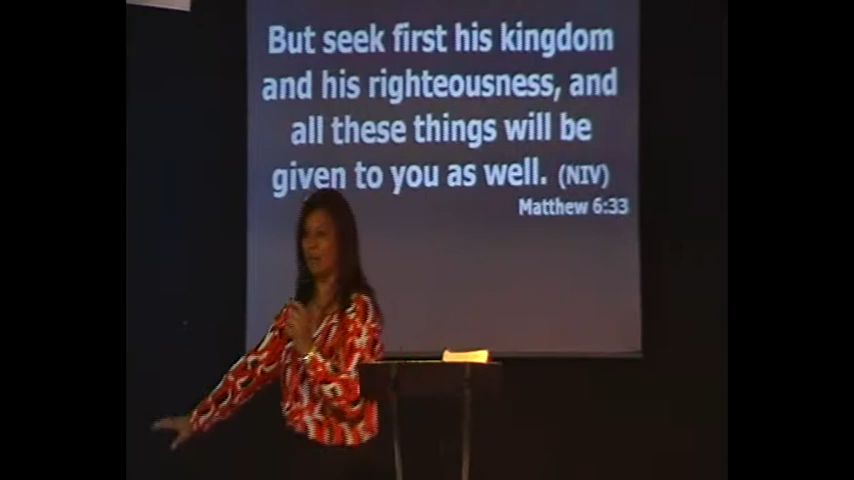 But seek first his kingdom
and his righteousness, and
all these things will be
given to you as well. (NIV)
Matthew 6:33